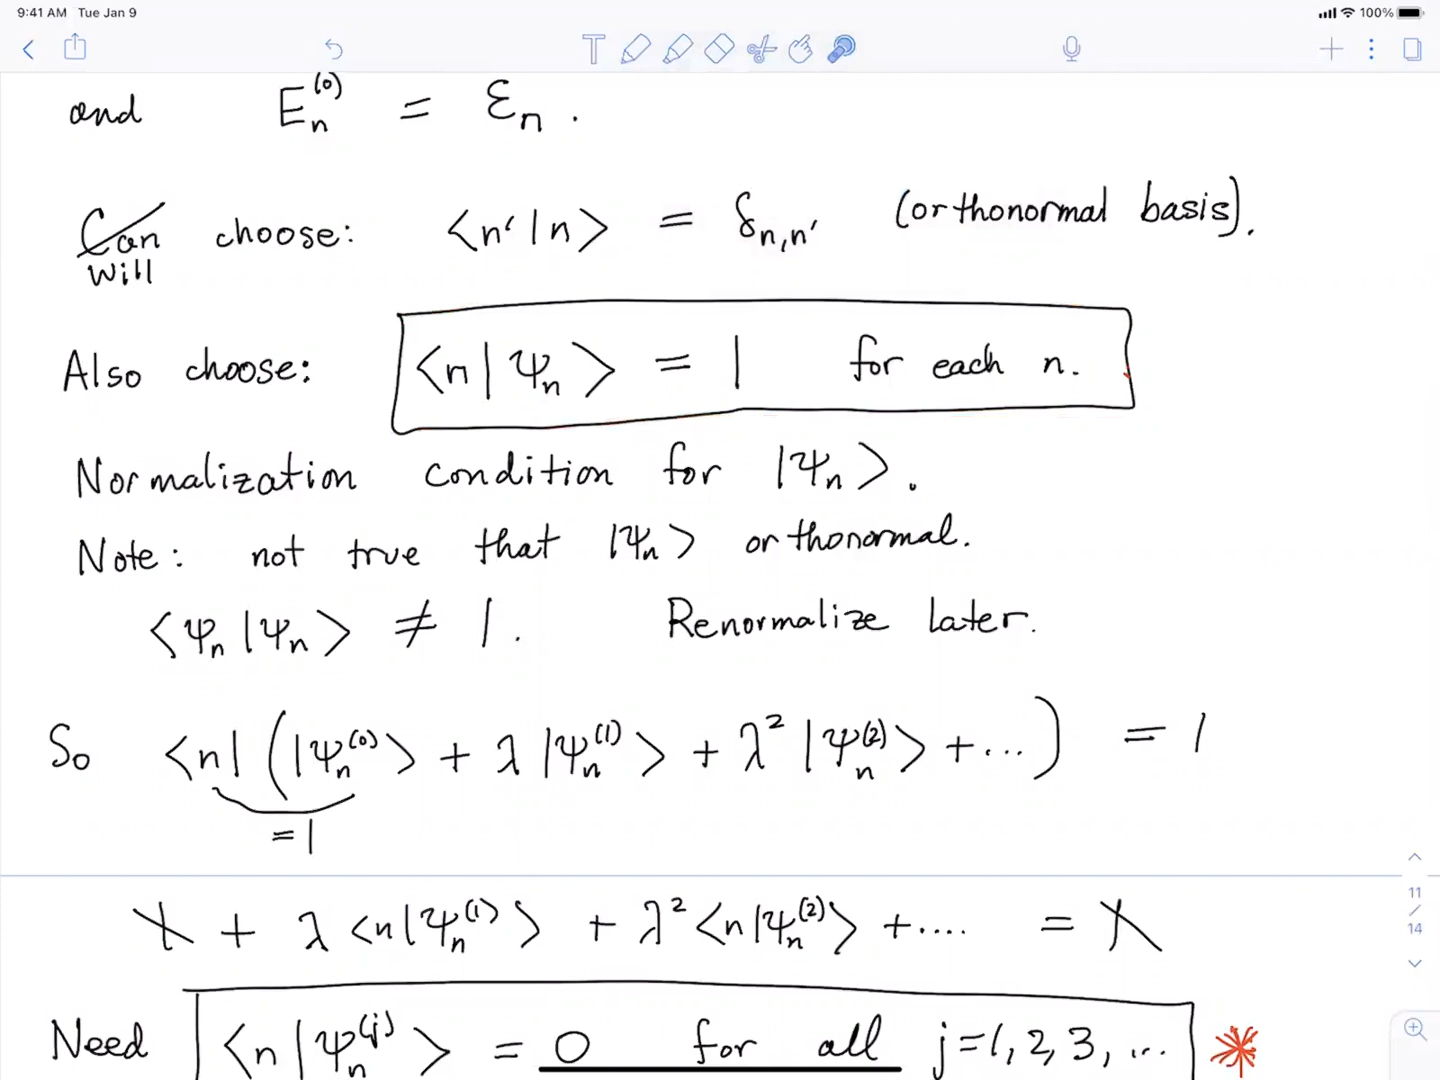 9:41 AM Tue Jan 9 100%
and E_n^(0) = ε_n .
Can choose: <n'|n> = δ_n,n' (orthonormal basis).
Will
Also choose: <n|Ψ_n> = 1 for each n.
Normalization condition for |Ψ_n>.
Note: not true that |Ψ_n> orthonormal.
<Ψ_n|Ψ_n> ≠ 1. Renormalize later.
So <n| (|Ψ_n^(0)> + λ |Ψ_n^(1)> + λ² |Ψ_n^(2)> + ...) = 1
= 1
1 + λ <n|Ψ_n^(1)> + λ² <n|Ψ_n^(2)> + .... = 1
Need <n|Ψ_n^(j)> = 0 for all j=1, 2, 3, ...
11
/
14